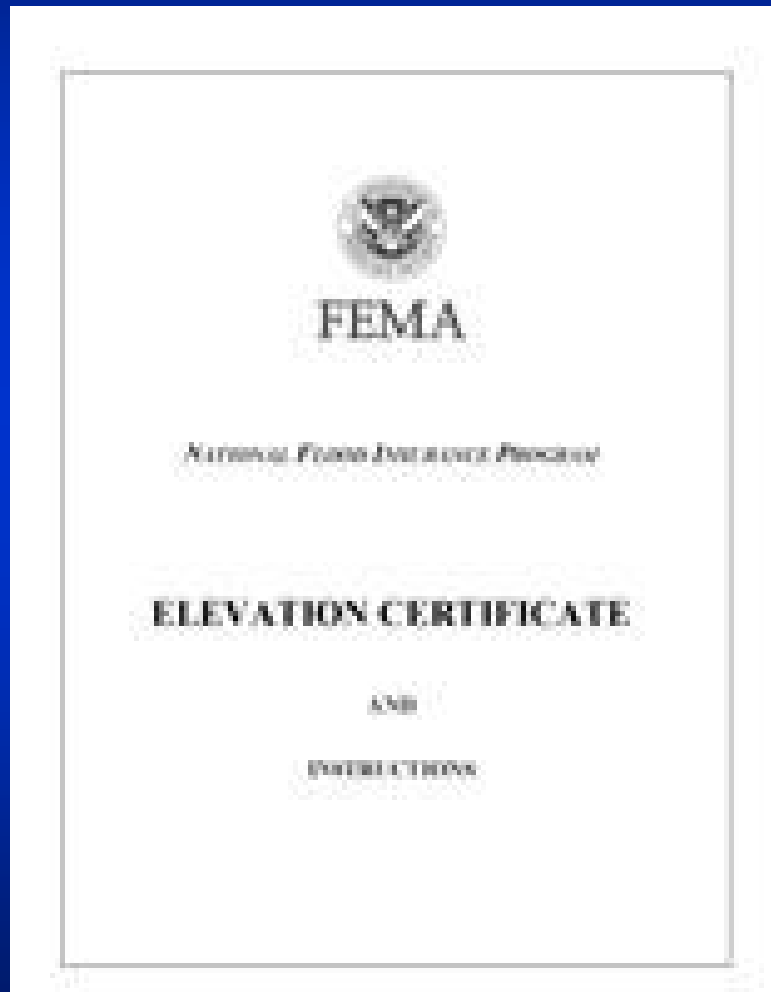 FEMA
NATIONAL FLOOD INSURANCE PROGRAM
ELEVATION CERTIFICATE
AND
INSTRUCTIONS